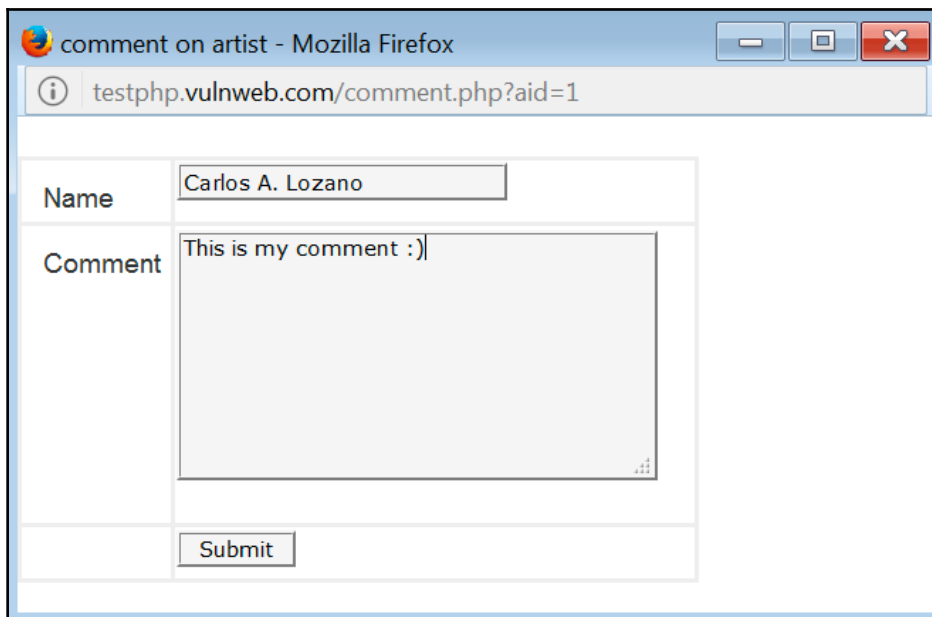 comment on artist - Mozilla Firefox
testphp.vulnweb.com/comment.php?aid=1
Name
Carlos A. Lozano
Comment
This is my comment :)
Submit